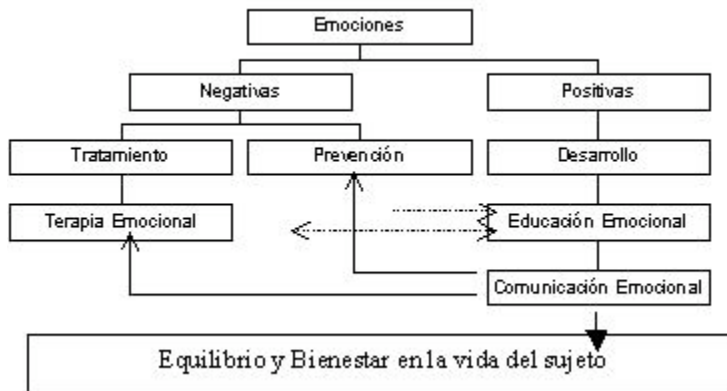 Emociones
Negativas
Positivas
Tratamiento
Prevención
Desarrollo
Terapia Emocional
Educación Emocional
Comunicación Emocional
Equilibrio y Bienestar en la vida del sujeto